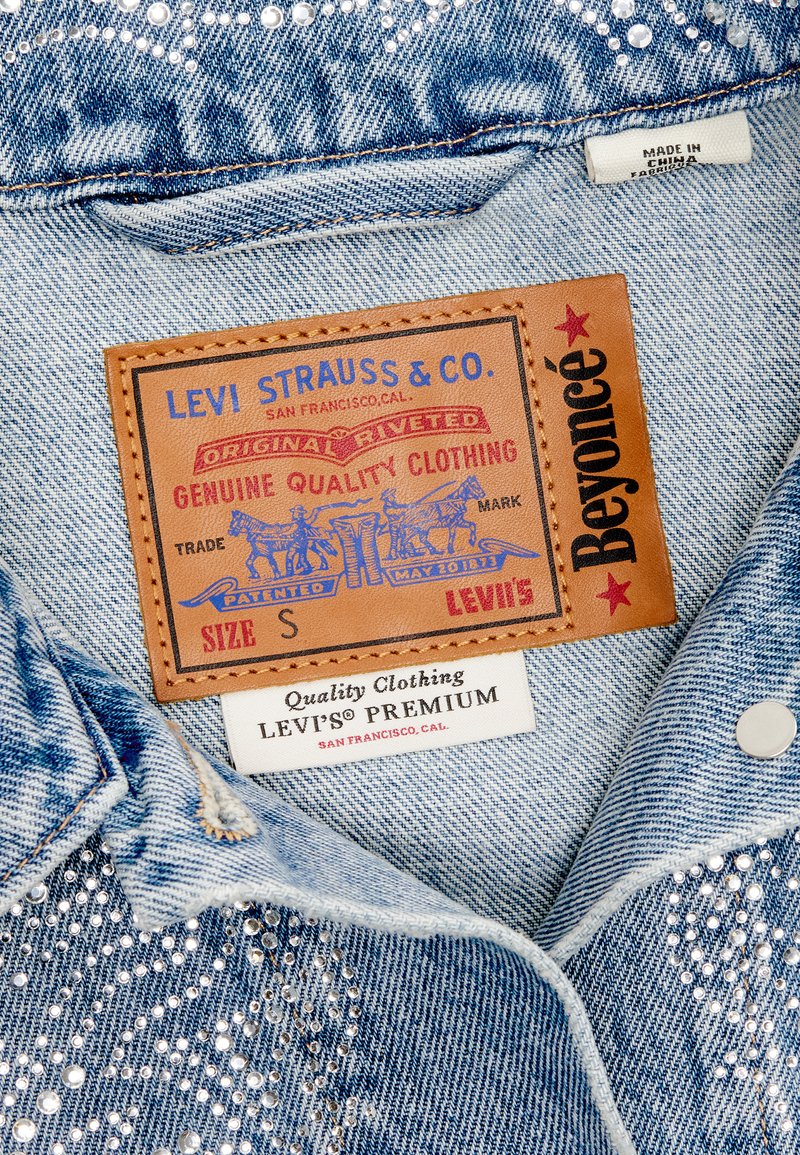 MADE IN
CHINA
LEVI STRAUSS & CO.
SAN FRANCISCO, CAL.
ORIGINAL RIVETED
GENUINE QUALITY CLOTHING
TRADE MARK
PATENTED MAY 20 1873
SIZE S LEVII'S
★ Beyoncé ★
Quality Clothing
LEVI'S® PREMIUM
SAN FRANCISCO, CAL.